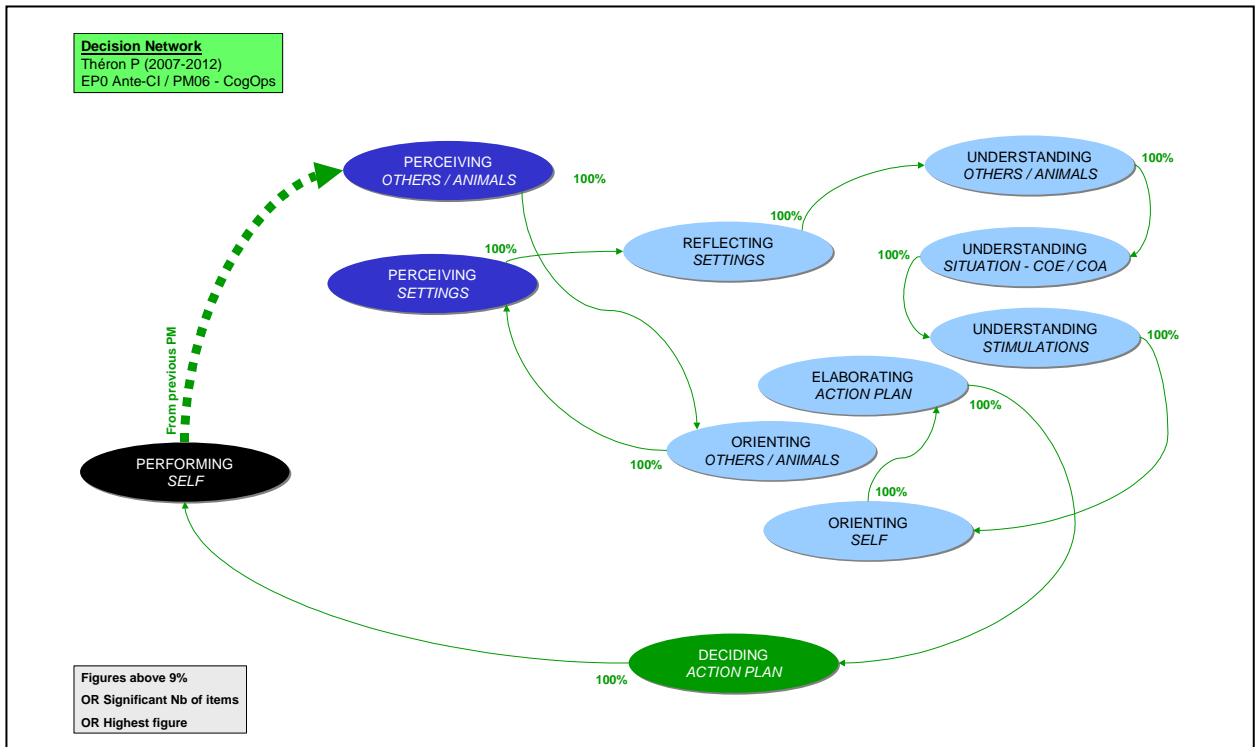 Decision Network
Théron P (2007-2012)
EP0 Ante-CI / PM06 - CogOps
PERCEIVING
OTHERS / ANIMALS
100%
UNDERSTANDING
OTHERS / ANIMALS
100%
100%
REFLECTING
SETTINGS
100%
PERCEIVING
SETTINGS
100%
UNDERSTANDING
SITUATION - COE / COA
UNDERSTANDING
STIMULATIONS
100%
ELABORATING
ACTION PLAN
100%
From previous PM
ORIENTING
OTHERS / ANIMALS
100%
PERFORMING
SELF
100%
ORIENTING
SELF
DECIDING
ACTION PLAN
100%
Figures above 9%
OR Significant Nb of items
OR Highest figure